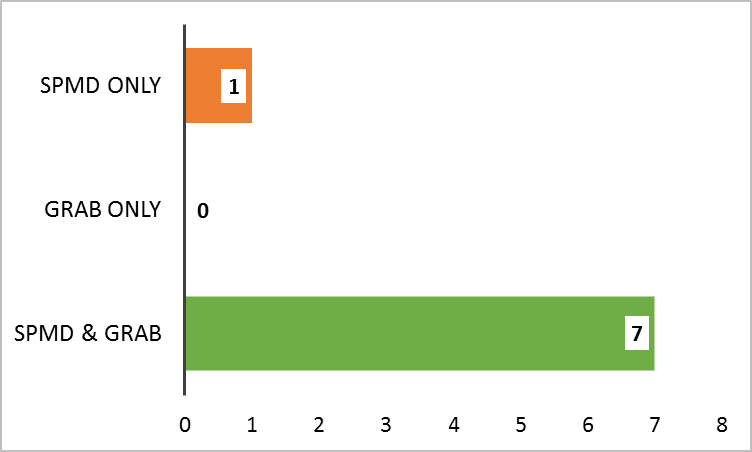 SPMD ONLY
1
GRAB ONLY
0
SPMD & GRAB
7
0 1 2 3 4 5 6 7 8